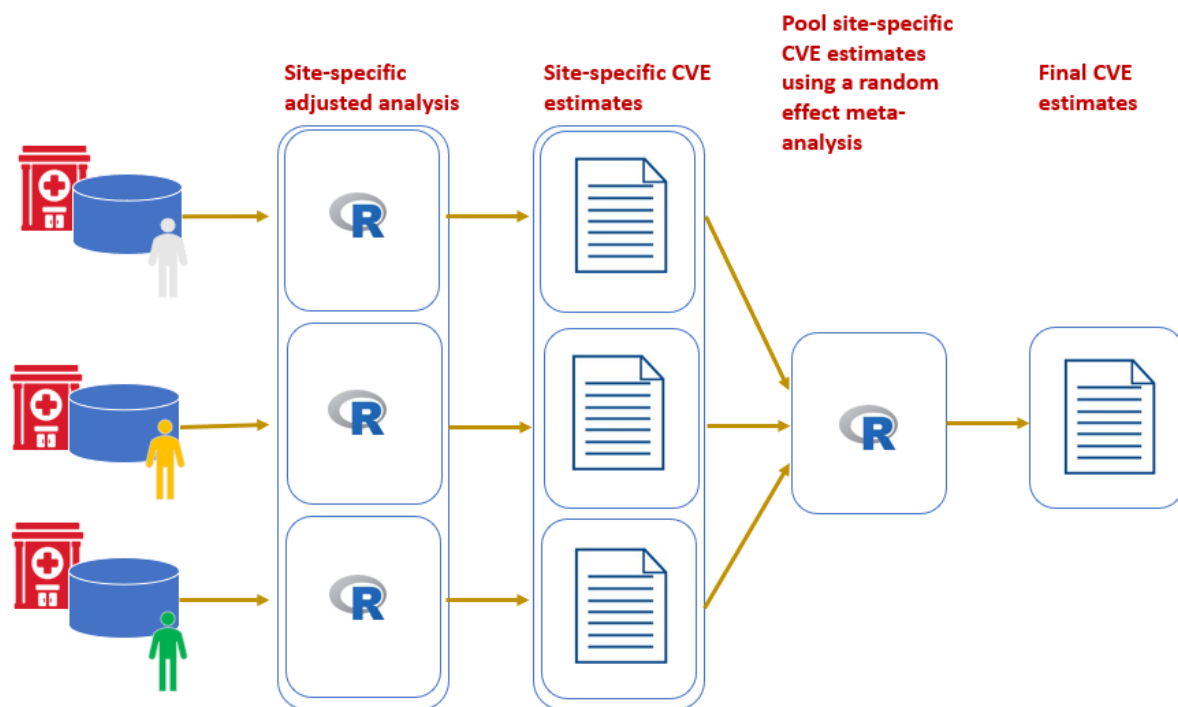 Site-specific
adjusted analysis
Site-specific CVE
estimates
Pool site-specific
CVE estimates
using a random
effect meta-
analysis
Final CVE
estimates
R
R
R
R